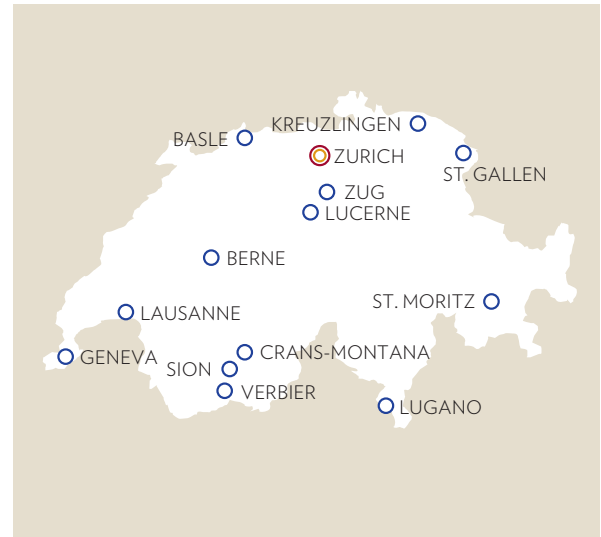 KREUZLINGEN
BASLE
ZURICH
ST. GALLEN
ZUG
LUCERNE
BERNE
ST. MORITZ
LAUSANNE
CRANS-MONTANA
GENEVA
SION
VERBIER
LUGANO